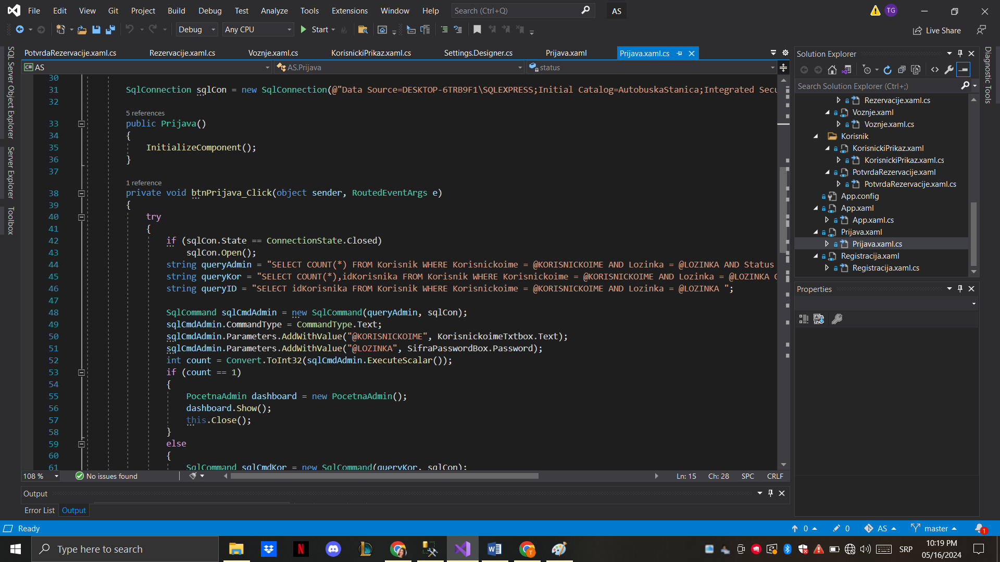 File Edit View Git Project Build Debug Test Analyze Tools Extensions Window Help Search (Ctrl+Q) AS TG
Debug Any CPU Start Live Share
PotvrdaRezervacije.xaml.cs Rezervacije.xaml.cs Voznje.xaml.cs KorisnickiPrikaz.xaml.cs Settings.Designer.cs Prijava.xaml Prijava.xaml.cs
C# AS AS.Prijava status
SQL Server Object Explorer
Server Explorer
Toolbox
30
31 SqlConnection sqlCon = new SqlConnection(@"Data Source=DESKTOP-6TRB9F1\SQLEXPRESS;Initial Catalog=AutobuskaStanica;Integrated Secu
32
5 references
33 public Prijava()
34 {
35 InitializeComponent();
36 }
37
1 reference
38 private void btnPrijava_Click(object sender, RoutedEventArgs e)
39 {
40 try
41 {
42 if (sqlCon.State == ConnectionState.Closed)
43 sqlCon.Open();
44 string queryAdmin = "SELECT COUNT(*) FROM Korisnik WHERE Korisnickoime = @KORISNICKOIME AND Lozinka = @LOZINKA AND Status
45 string queryKor = "SELECT COUNT(*),idKorisnika FROM Korisnik WHERE Korisnickoime = @KORISNICKOIME AND Lozinka = @LOZINKA G
46 string queryID = "SELECT idKorisnika FROM Korisnik WHERE Korisnickoime = @KORISNICKOIME AND Lozinka = @LOZINKA ";
47
48 SqlCommand sqlCmdAdmin = new SqlCommand(queryAdmin, sqlCon);
49 sqlCmdAdmin.CommandType = CommandType.Text;
50 sqlCmdAdmin.Parameters.AddWithValue("@KORISNICKOIME", KorisnickoimeTxtbox.Text);
51 sqlCmdAdmin.Parameters.AddWithValue("@LOZINKA", SifraPasswordBox.Password);
52 int count = Convert.ToInt32(sqlCmdAdmin.ExecuteScalar());
53 if (count == 1)
54 {
55 PocetnaAdmin dashboard = new PocetnaAdmin();
56 dashboard.Show();
57 this.Close();
58 }
59 else
60 {
61 SqlCommand sqlCmdKor = new SqlCommand(queryKor, sqlCon);
108 % No issues found Ln: 15 Ch: 28 SPC CRLF
Output
Error List Output
Solution Explorer
Search Solution Explorer (Ctrl+;)
Rezervacije.xaml.cs
Voznje.xaml
Voznje.xaml.cs
Korisnik
KorisnickiPrikaz.xaml
KorisnickiPrikaz.xaml.cs
PotvrdaRezervacije.xaml
PotvrdaRezervacije.xaml.cs
App.config
App.xaml
App.xaml.cs
Prijava.xaml
Prijava.xaml.cs
Registracija.xaml
Registracija.xaml.cs
Properties
Diagnostic Tools
Ready 0 0 AS master 1
Type here to search SRP 10:19 PM
05/16/2024